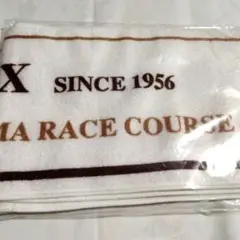 X SINCE 1956
MA RACE COURSE